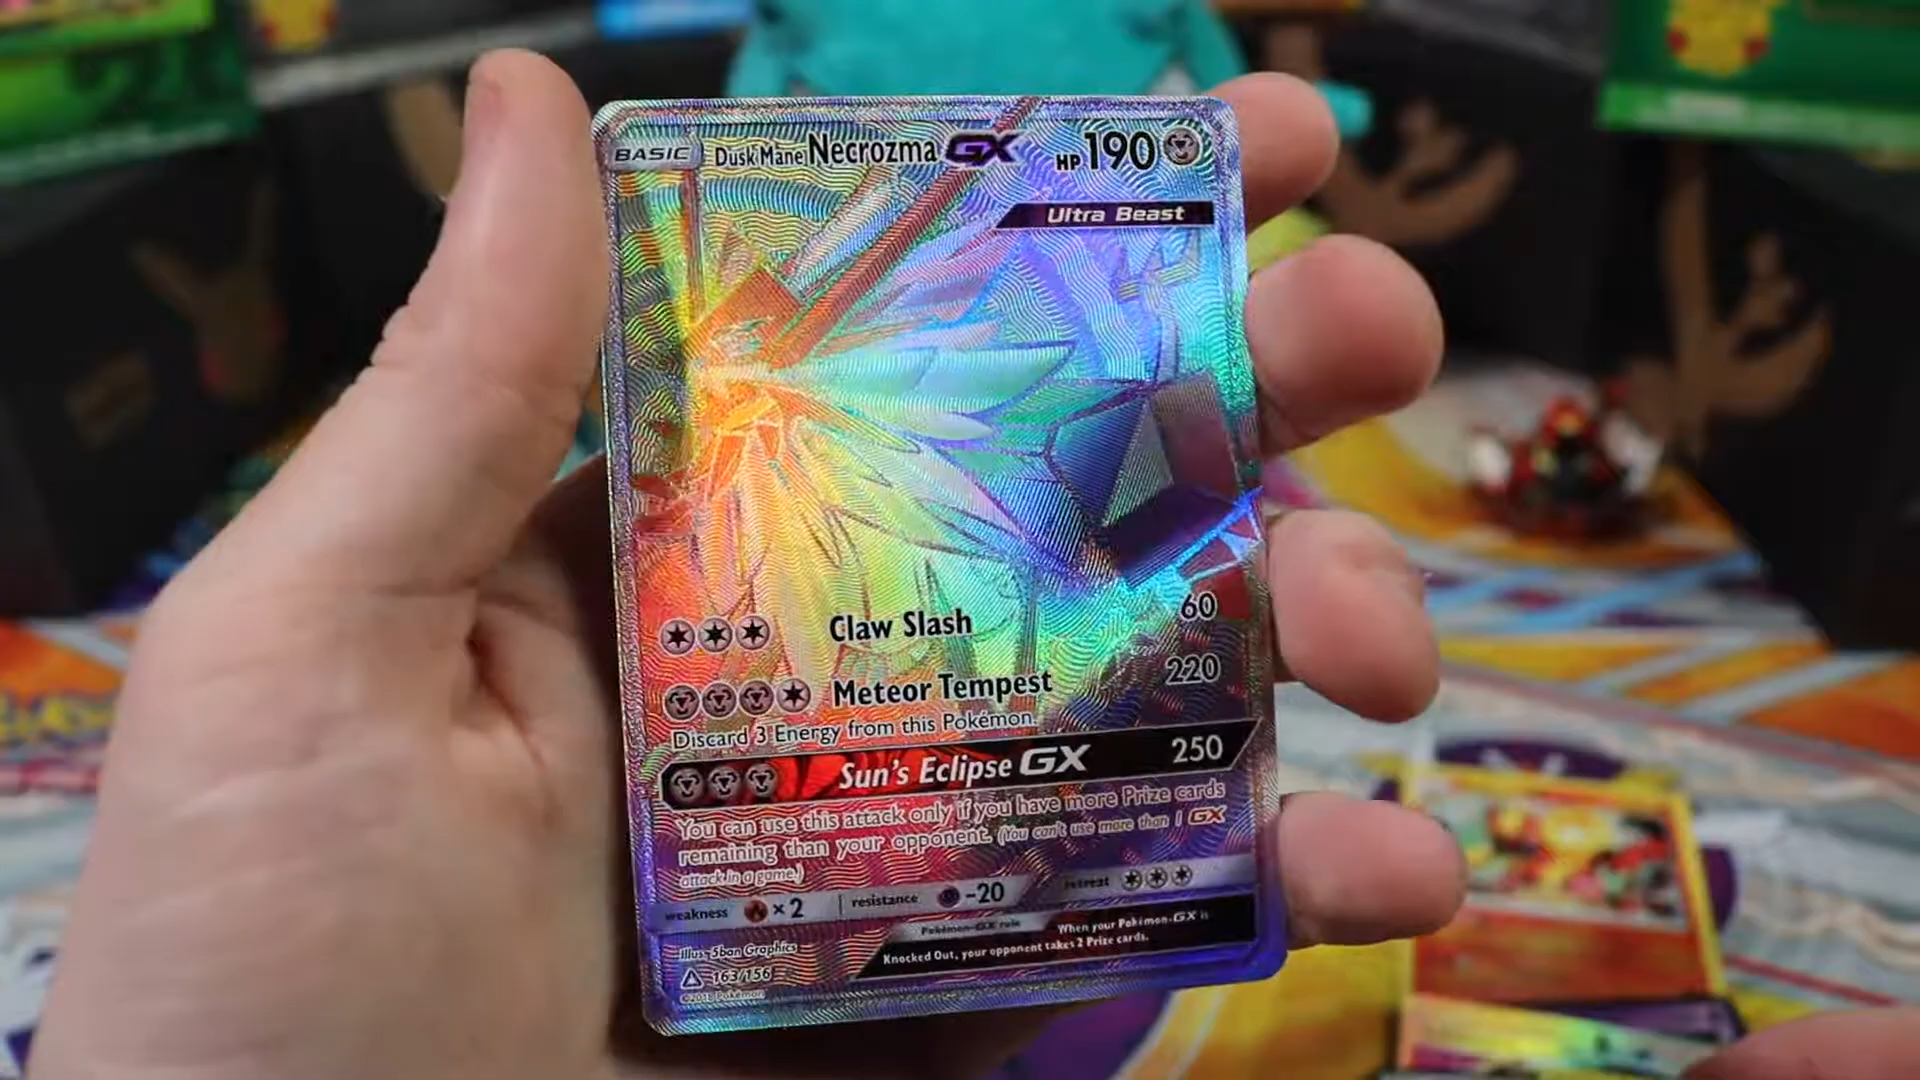 BASIC Dusk Mane Necrozma GX HP 190
Ultra Beast
Claw Slash 60
Meteor Tempest 220
Discard 3 Energy from this Pokémon.
Sun's Eclipse GX 250
You can use this attack only if you have more Prize cards
remaining than your opponent. (You can't use more than 1 GX
attack in a game.)
weakness ×2 resistance -20 retreat
Pokémon-GX rule When your Pokémon-GX is
Knocked Out, your opponent takes 2 Prize cards.
Illus. 5ban Graphics
163/156
©2018 Pokémon